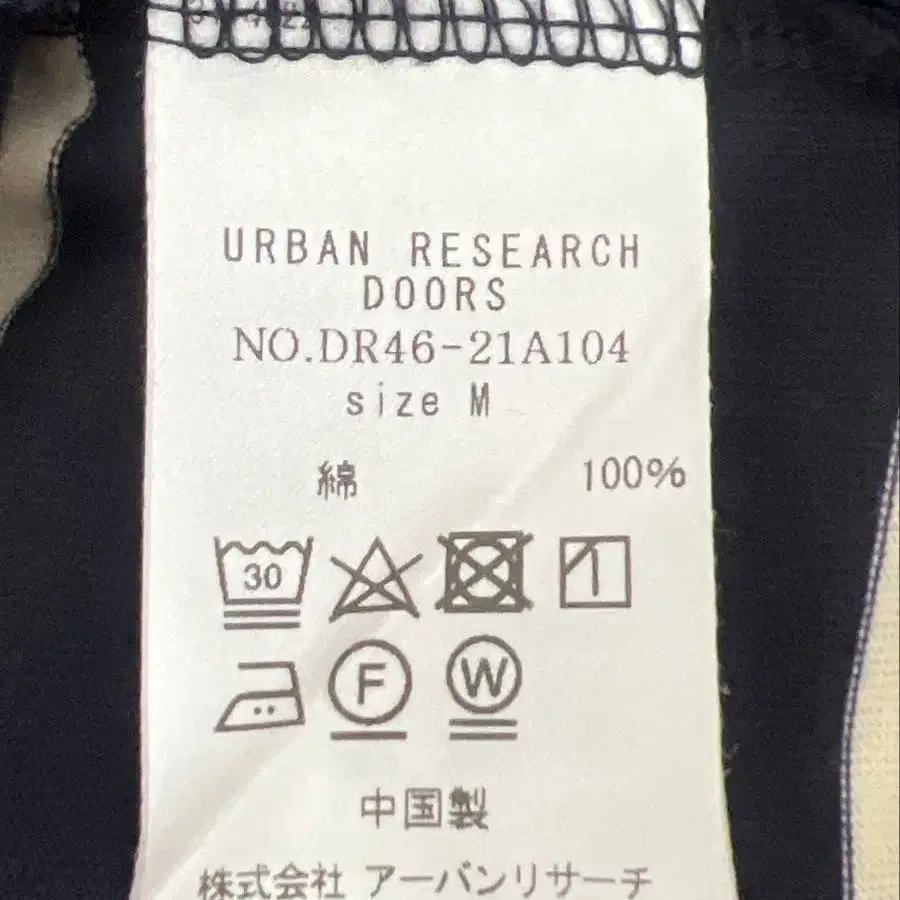 URBAN RESEARCH
DOORS
NO.DR46-21A104
size M
綿 100%
30
F W
中国製
株式会社 アーバンリサーチ